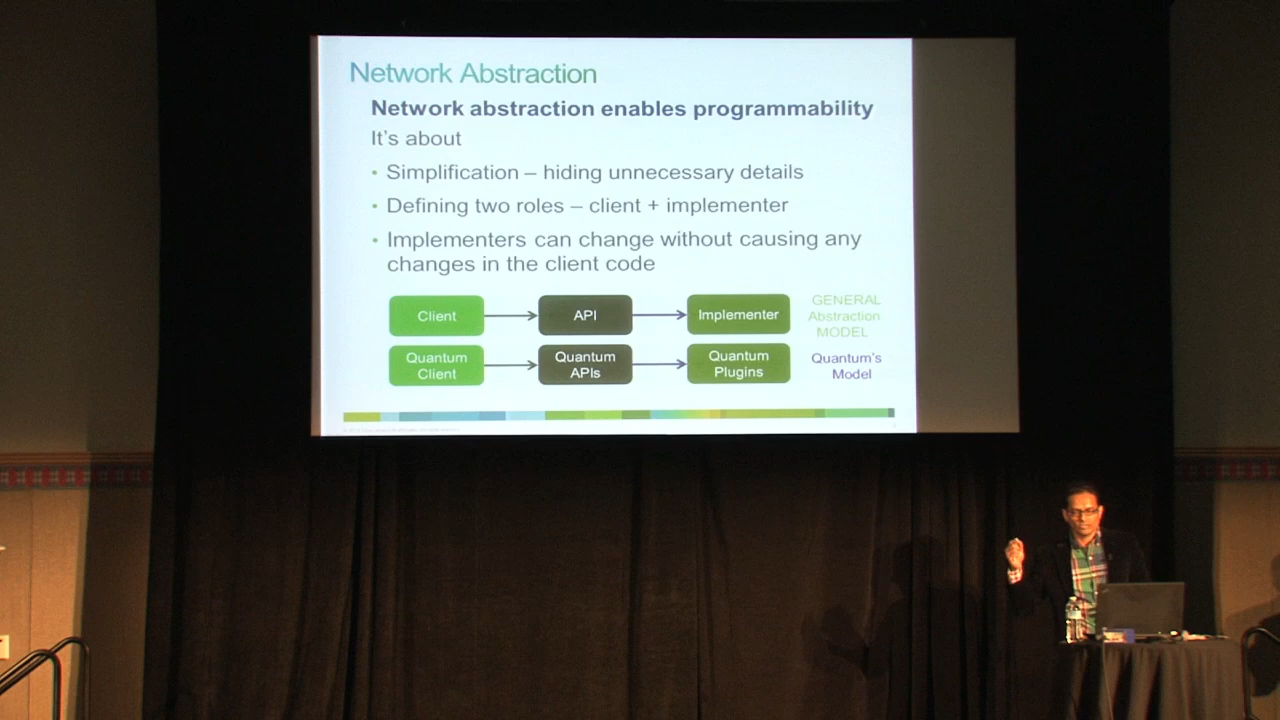 Network Abstraction
Network abstraction enables programmability
It's about
• Simplification – hiding unnecessary details
• Defining two roles – client + implementer
• Implementers can change without causing any
changes in the client code
Client
API
Implementer
GENERAL
Abstraction
MODEL
Quantum
Client
Quantum
APIs
Quantum
Plugins
Quantum's
Model